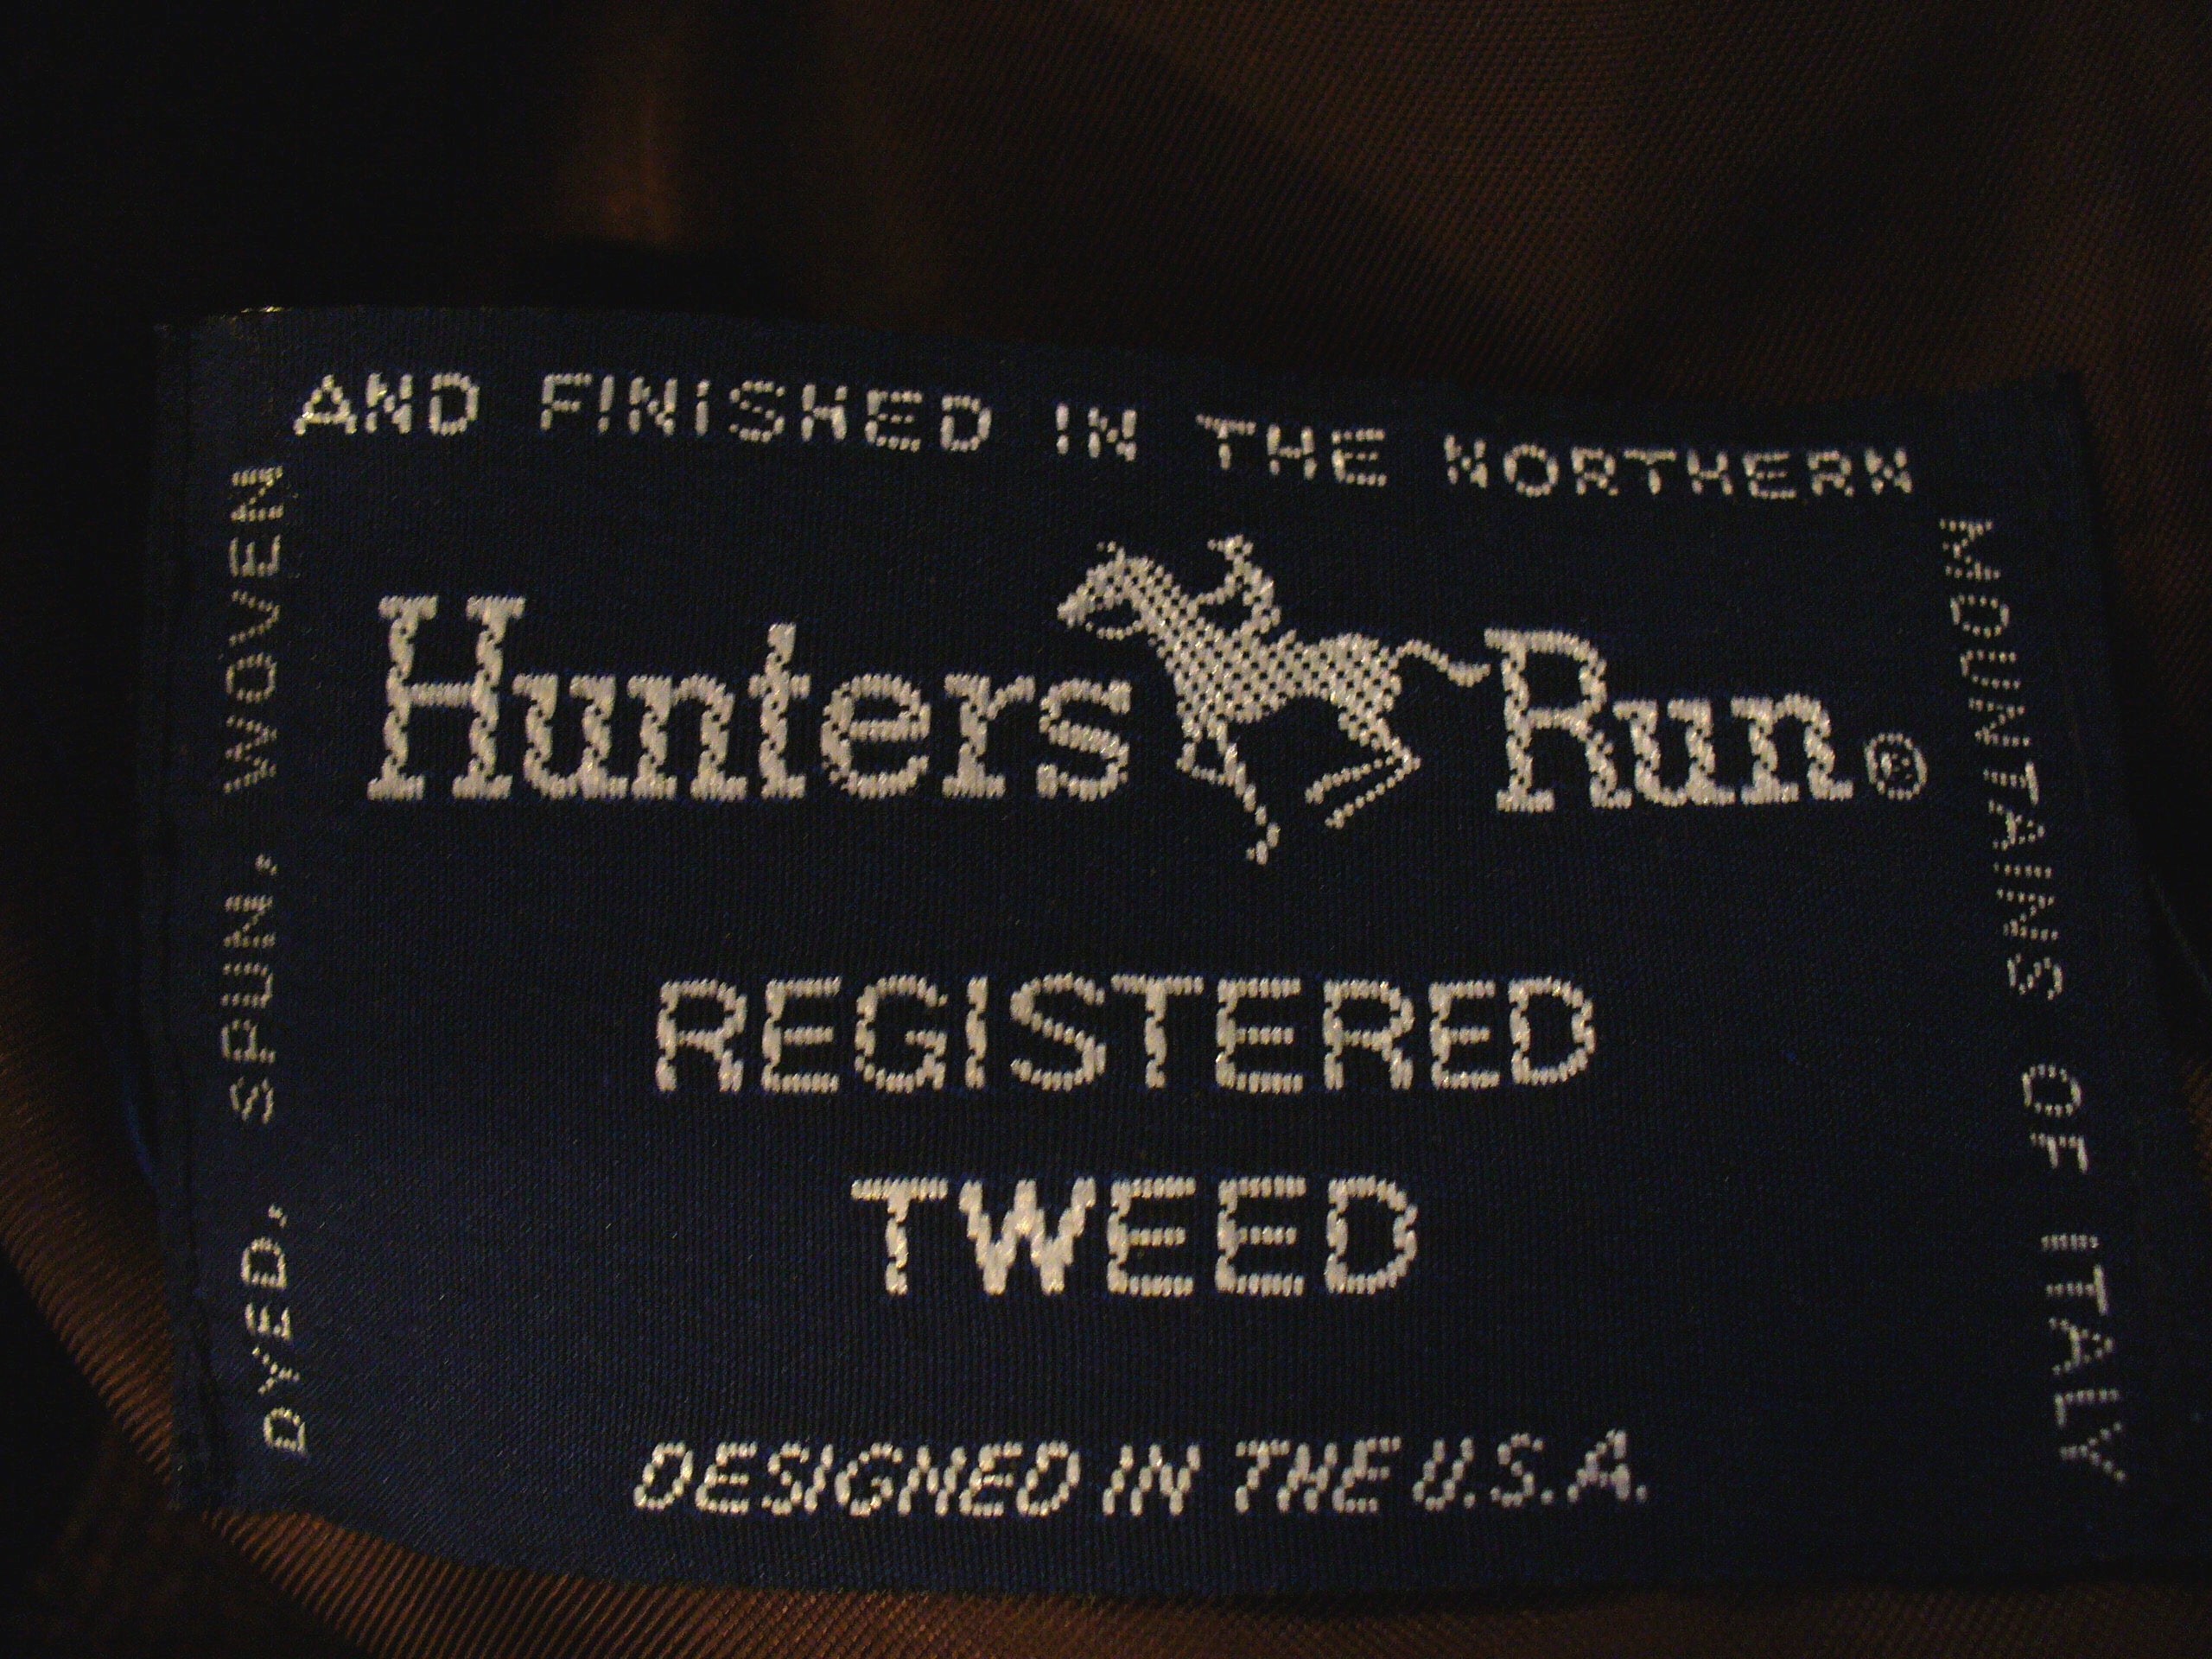 DYED, SPUN, WOVEN
AND FINISHED IN THE NORTHERN
MOUNTAINS OF ITALY
Hunters Run®
REGISTERED
TWEED
DESIGNED IN THE U.S.A.